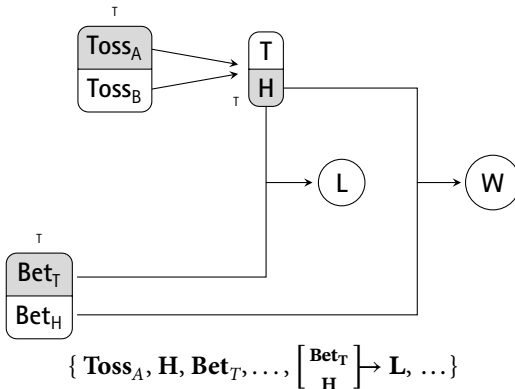 T
Toss_A
Toss_B
T
H
T
L
W
T
Bet_T
Bet_H
{ Toss_A, H, Bet_T, . . . , [Bet_T H] → L, . . . }